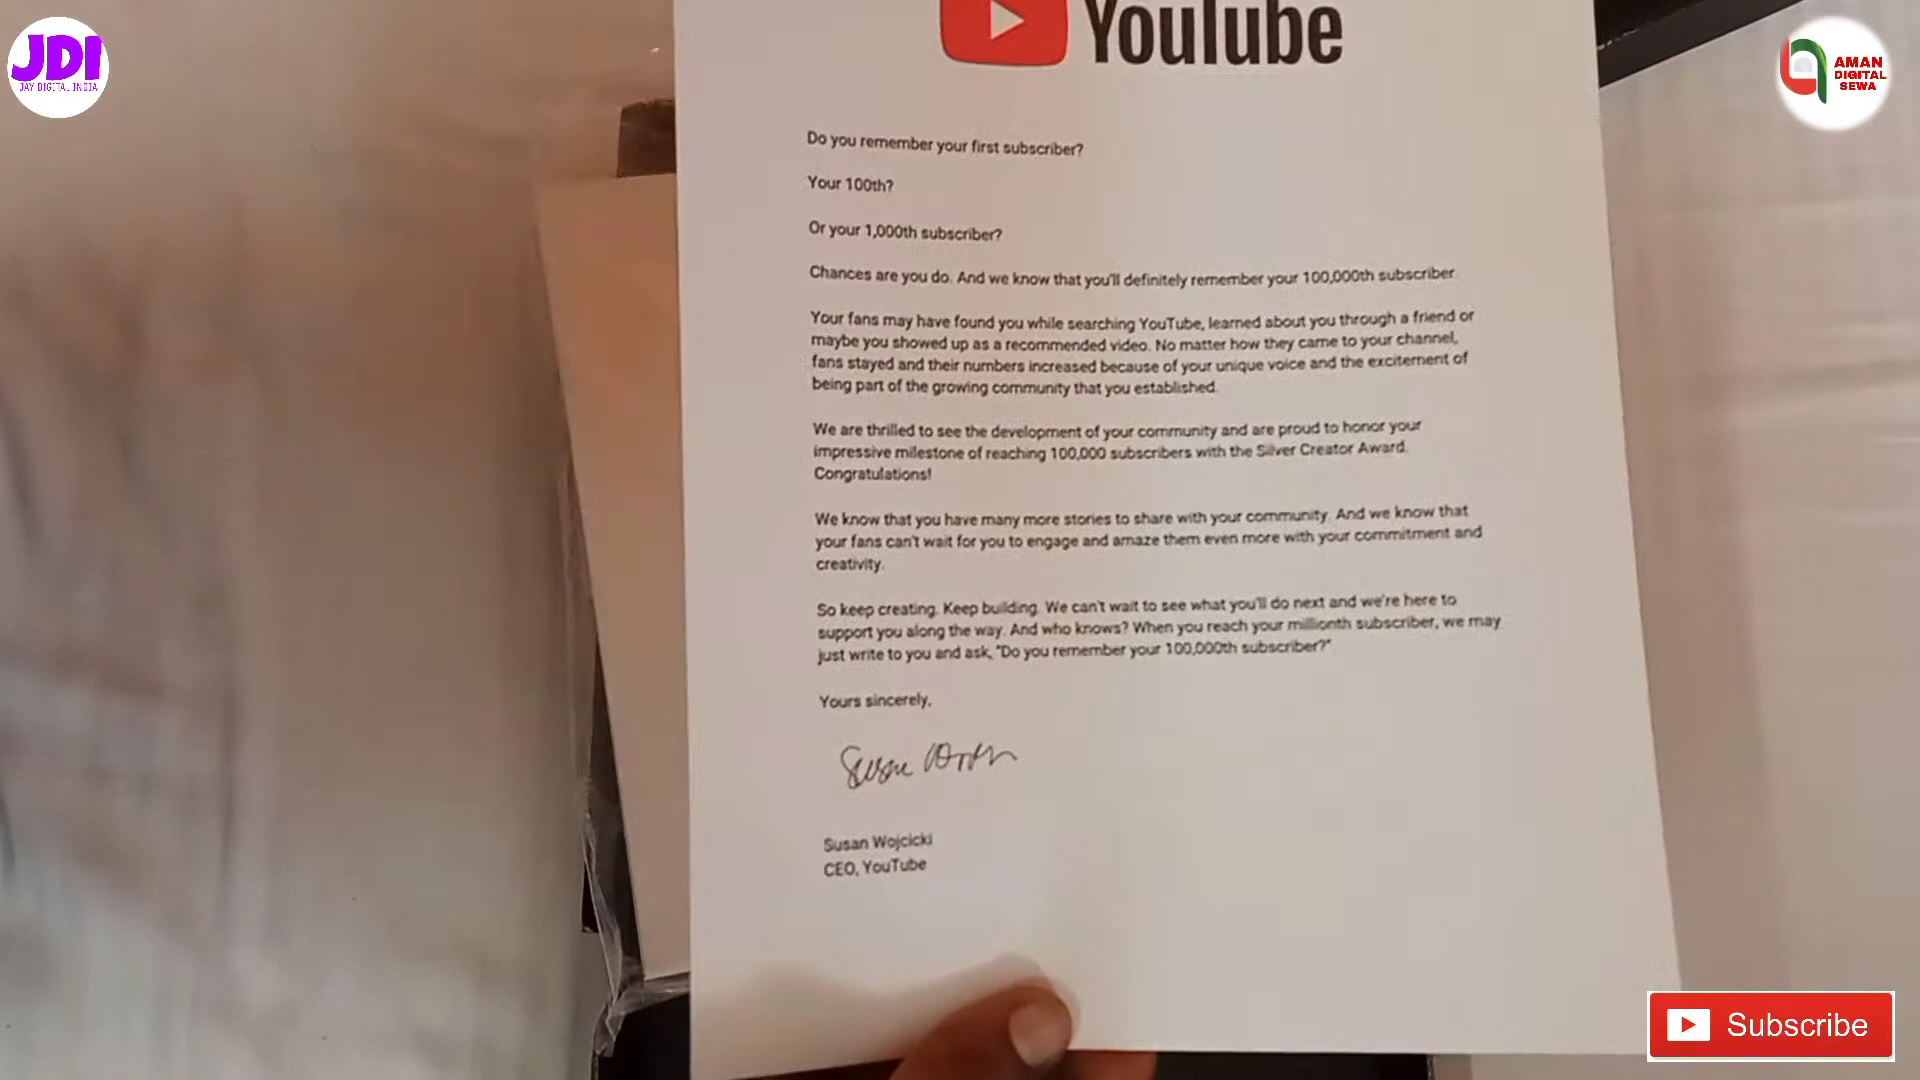 JDI
JAY DIGITAL INDIA
AMAN
DIGITAL
SEWA
YouTube
Do you remember your first subscriber?
Your 100th?
Or your 1,000th subscriber?
Chances are you do. And we know that you'll definitely remember your 100,000th subscriber.
Your fans may have found you while searching YouTube, learned about you through a friend or
maybe you showed up as a recommended video. No matter how they came to your channel,
fans stayed and their numbers increased because of your unique voice and the excitement of
being part of the growing community that you established.
We are thrilled to see the development of your community and are proud to honor your
impressive milestone of reaching 100,000 subscribers with the Silver Creator Award.
Congratulations!
We know that you have many more stories to share with your community. And we know that
your fans can't wait for you to engage and amaze them even more with your commitment and
creativity.
So keep creating. Keep building. We can't wait to see what you'll do next and we're here to
support you along the way. And who knows? When you reach your millionth subscriber, we may
just write to you and ask, "Do you remember your 100,000th subscriber?"
Yours sincerely,
Susan Wojcicki
CEO, YouTube
Subscribe